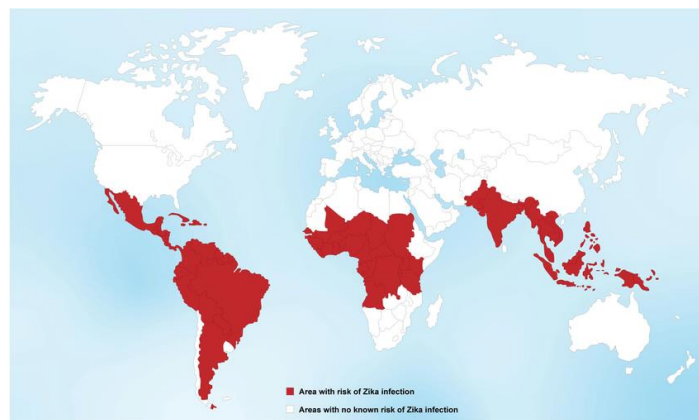 Area with risk of Zika infection
Areas with no known risk of Zika infection